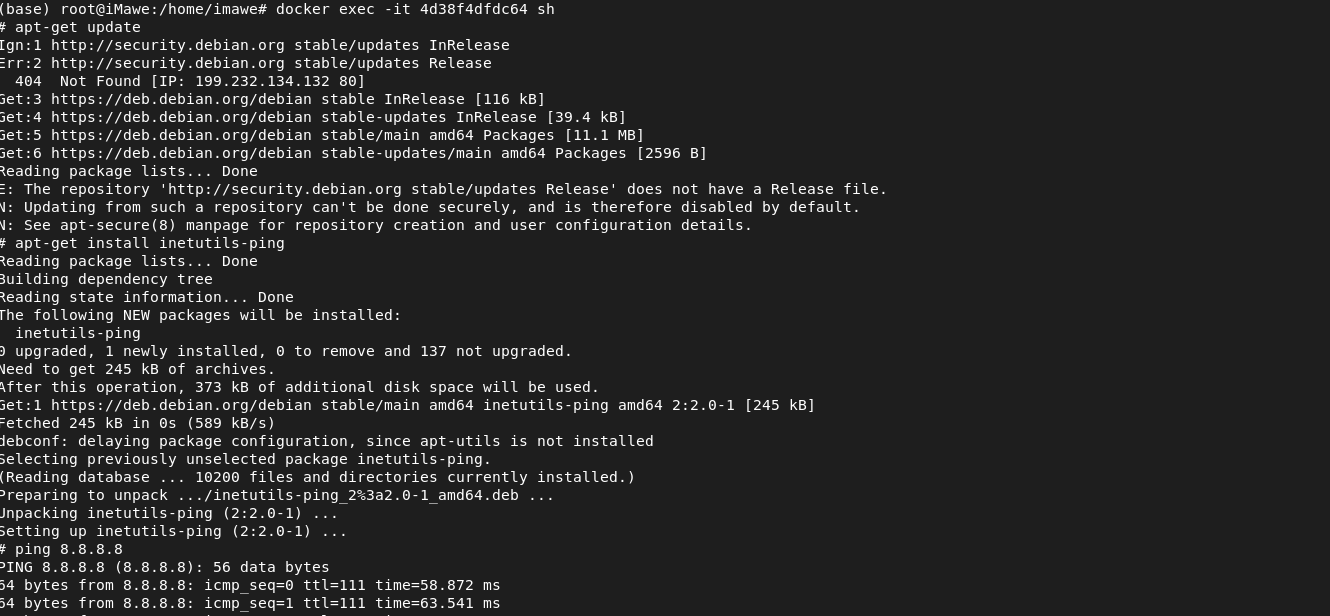 (base) root@iMawe:/home/imawe# docker exec -it 4d38f4dfdc64 sh
# apt-get update
Ign:1 http://security.debian.org stable/updates InRelease
Err:2 http://security.debian.org stable/updates Release
  404  Not Found [IP: 199.232.134.132 80]
Get:3 https://deb.debian.org/debian stable InRelease [116 kB]
Get:4 https://deb.debian.org/debian stable-updates InRelease [39.4 kB]
Get:5 https://deb.debian.org/debian stable/main amd64 Packages [11.1 MB]
Get:6 https://deb.debian.org/debian stable-updates/main amd64 Packages [2596 B]
Reading package lists... Done
E: The repository 'http://security.debian.org stable/updates Release' does not have a Release file.
N: Updating from such a repository can't be done securely, and is therefore disabled by default.
N: See apt-secure(8) manpage for repository creation and user configuration details.
# apt-get install inetutils-ping
Reading package lists... Done
Building dependency tree
Reading state information... Done
The following NEW packages will be installed:
  inetutils-ping
0 upgraded, 1 newly installed, 0 to remove and 137 not upgraded.
Need to get 245 kB of archives.
After this operation, 373 kB of additional disk space will be used.
Get:1 https://deb.debian.org/debian stable/main amd64 inetutils-ping amd64 2:2.0-1 [245 kB]
Fetched 245 kB in 0s (589 kB/s)
debconf: delaying package configuration, since apt-utils is not installed
Selecting previously unselected package inetutils-ping.
(Reading database ... 10200 files and directories currently installed.)
Preparing to unpack .../inetutils-ping_2%3a2.0-1_amd64.deb ...
Unpacking inetutils-ping (2:2.0-1) ...
Setting up inetutils-ping (2:2.0-1) ...
# ping 8.8.8.8
PING 8.8.8.8 (8.8.8.8): 56 data bytes
64 bytes from 8.8.8.8: icmp_seq=0 ttl=111 time=58.872 ms
64 bytes from 8.8.8.8: icmp_seq=1 ttl=111 time=63.541 ms